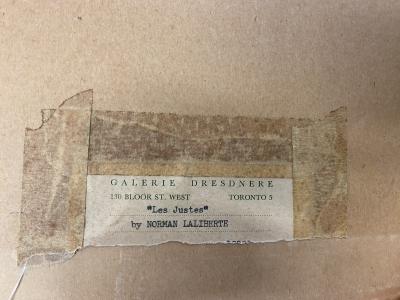 GALERIE DRESDNERE
130 BLOOR ST. WEST TORONTO 5
"Les Justes"
by NORMAN LALIBERTE